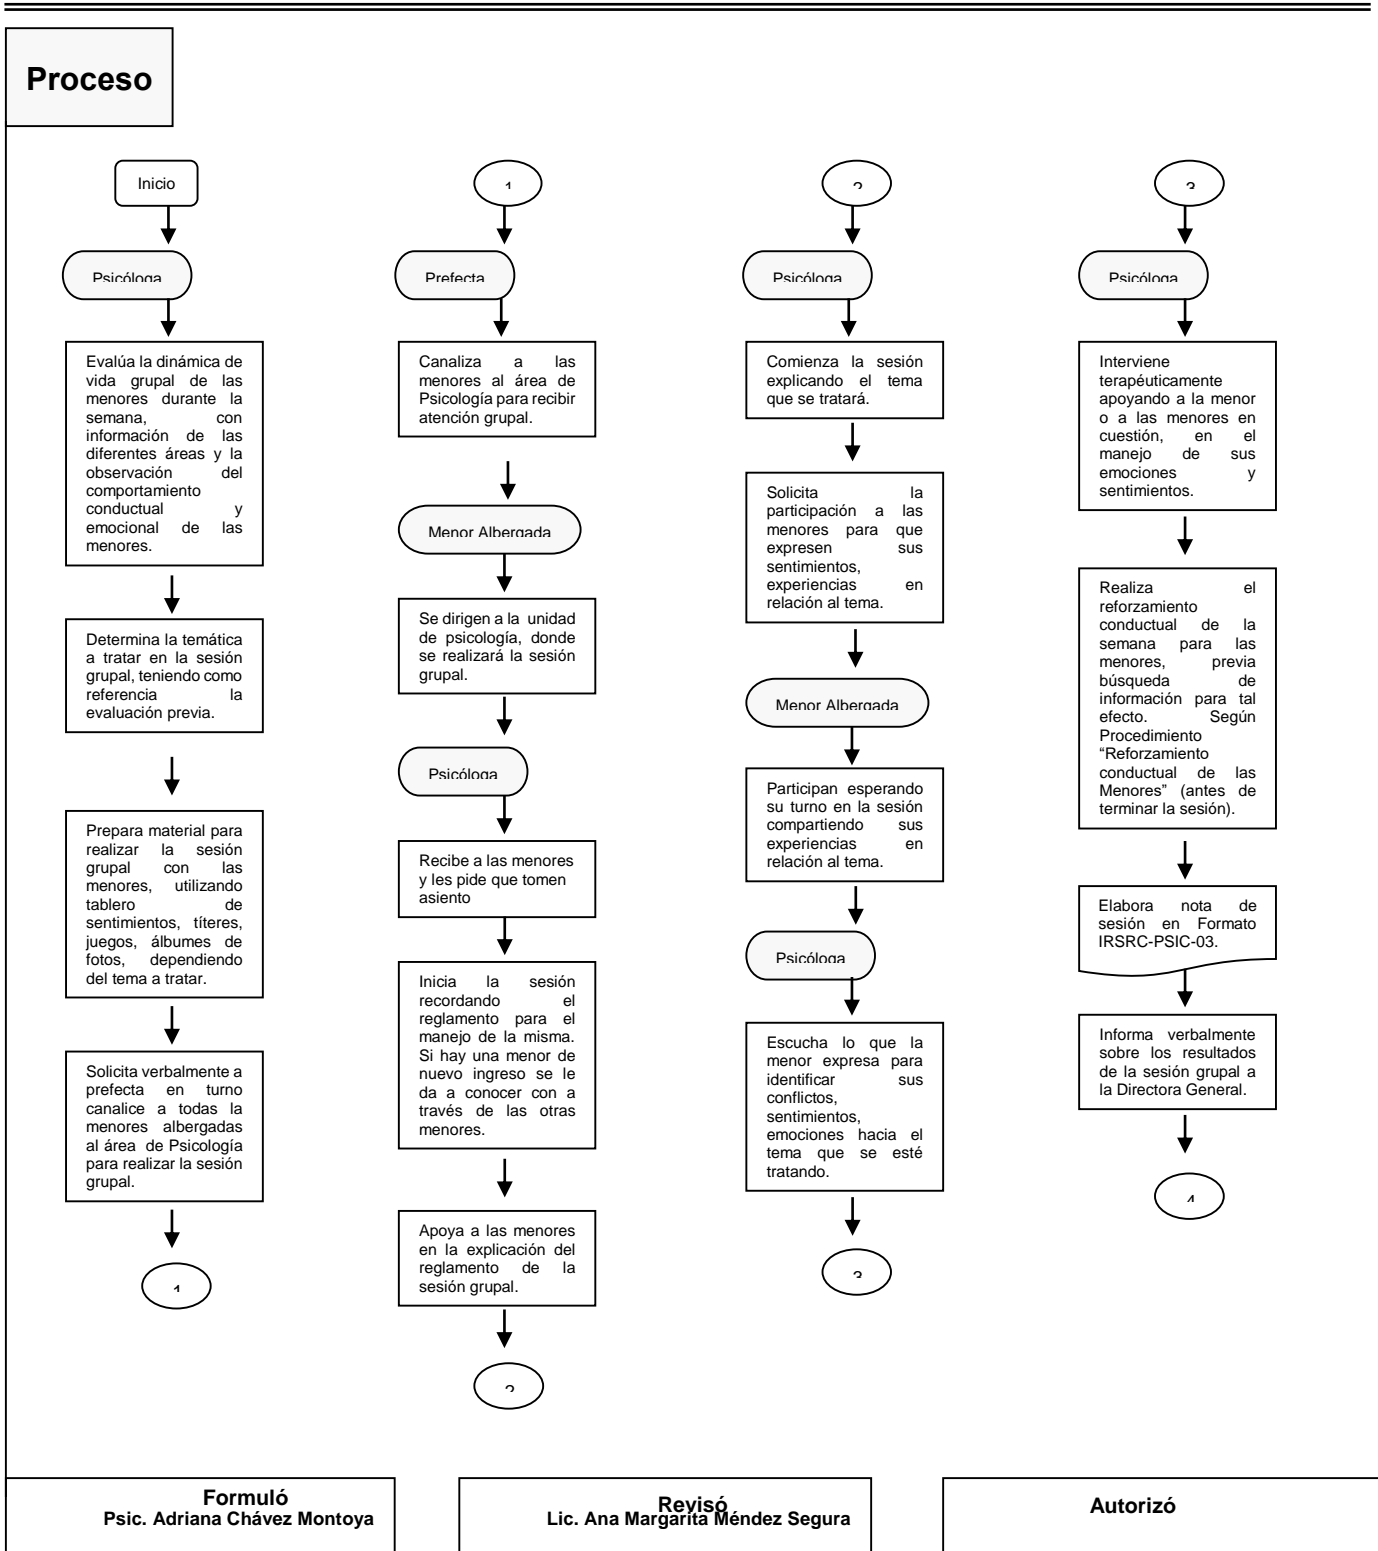 Proceso
Inicio
Psicóloga
Evalúa la dinámica de
vida grupal de las
menores durante la
semana, con
información de las
diferentes áreas y la
observación del
comportamiento
conductual y
emocional de las
menores.
Determina la temática
a tratar en la sesión
grupal, teniendo como
referencia la
evaluación previa.
Prepara material para
realizar la sesión
grupal con las
menores, utilizando
tablero de
sentimientos, títeres,
juegos, álbumes de
fotos, dependiendo
del tema a tratar.
Solicita verbalmente a
prefecta en turno
canalice a todas la
menores albergadas
al área de Psicología
para realizar la sesión
grupal.
1
1
Prefecta
Canaliza a las
menores al área de
Psicología para recibir
atención grupal.
Menor Albergada
Se dirigen a la unidad
de psicología, donde
se realizará la sesión
grupal.
Psicóloga
Recibe a las menores
y les pide que tomen
asiento
Inicia la sesión
recordando el
reglamento para el
manejo de la misma.
Si hay una menor de
nuevo ingreso se le
da a conocer con a
través de las otras
menores.
Apoya a las menores
en la explicación del
reglamento de la
sesión grupal.
2
2
Psicóloga
Comienza la sesión
explicando el tema
que se tratará.
Solicita la
participación a las
menores para que
expresen sus
sentimientos,
experiencias en
relación al tema.
Menor Albergada
Participan esperando
su turno en la sesión
compartiendo sus
experiencias en
relación al tema.
Psicóloga
Escucha lo que la
menor expresa para
identificar sus
conflictos,
sentimientos,
emociones hacia el
tema que se esté
tratando.
3
3
Psicóloga
Interviene
terapéuticamente
apoyando a la menor
o a las menores en
cuestión, en el
manejo de sus
emociones y
sentimientos.
Realiza el
reforzamiento
conductual de la
semana para las
menores, previa
búsqueda de
información para tal
efecto. Según
Procedimiento
“Reforzamiento
conductual de las
Menores” (antes de
terminar la sesión).
Elabora nota de
sesión en Formato
IRSRC-PSIC-03.
Informa verbalmente
sobre los resultados
de la sesión grupal a
la Directora General.
4
Formuló
Psic. Adriana Chávez Montoya
Revisó
Lic. Ana Margarita Méndez Segura
Autorizó